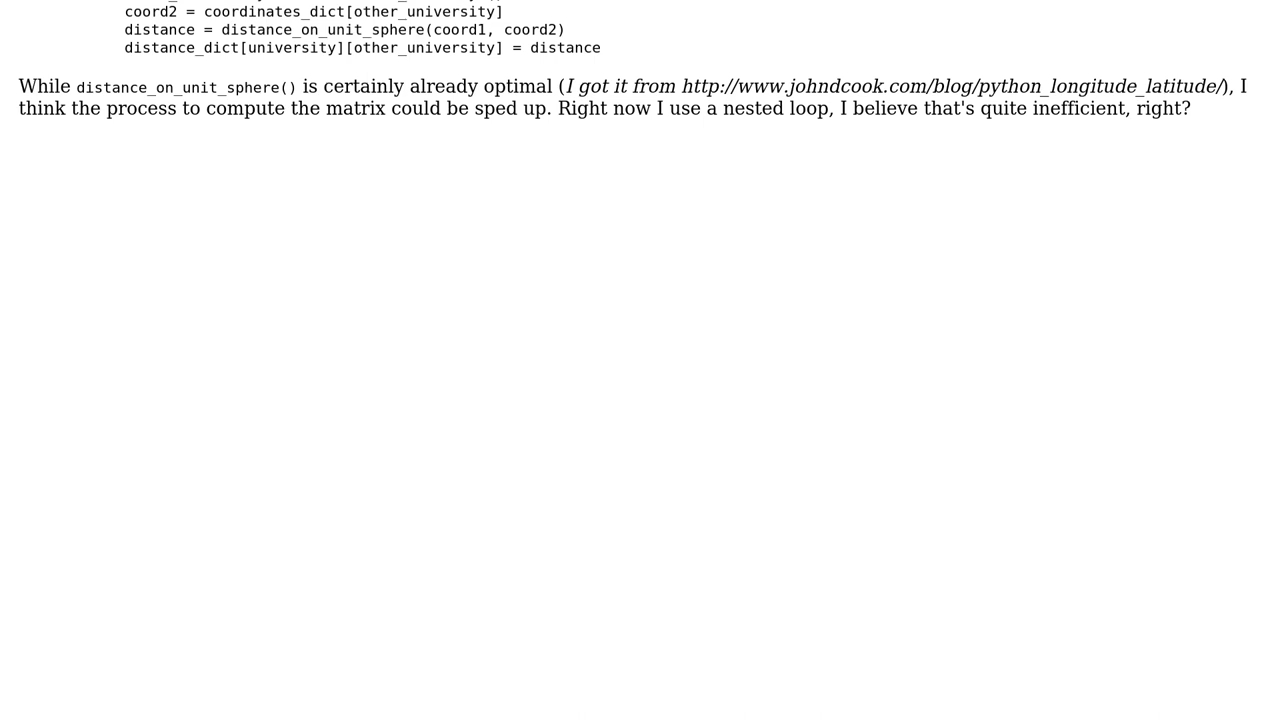 coord2 = coordinates_dict[other_university]
distance = distance_on_unit_sphere(coord1, coord2)
distance_dict[university][other_university] = distance
While distance_on_unit_sphere() is certainly already optimal (I got it from http://www.johndcook.com/blog/python_longitude_latitude/), I
think the process to compute the matrix could be sped up. Right now I use a nested loop, I believe that's quite inefficient, right?